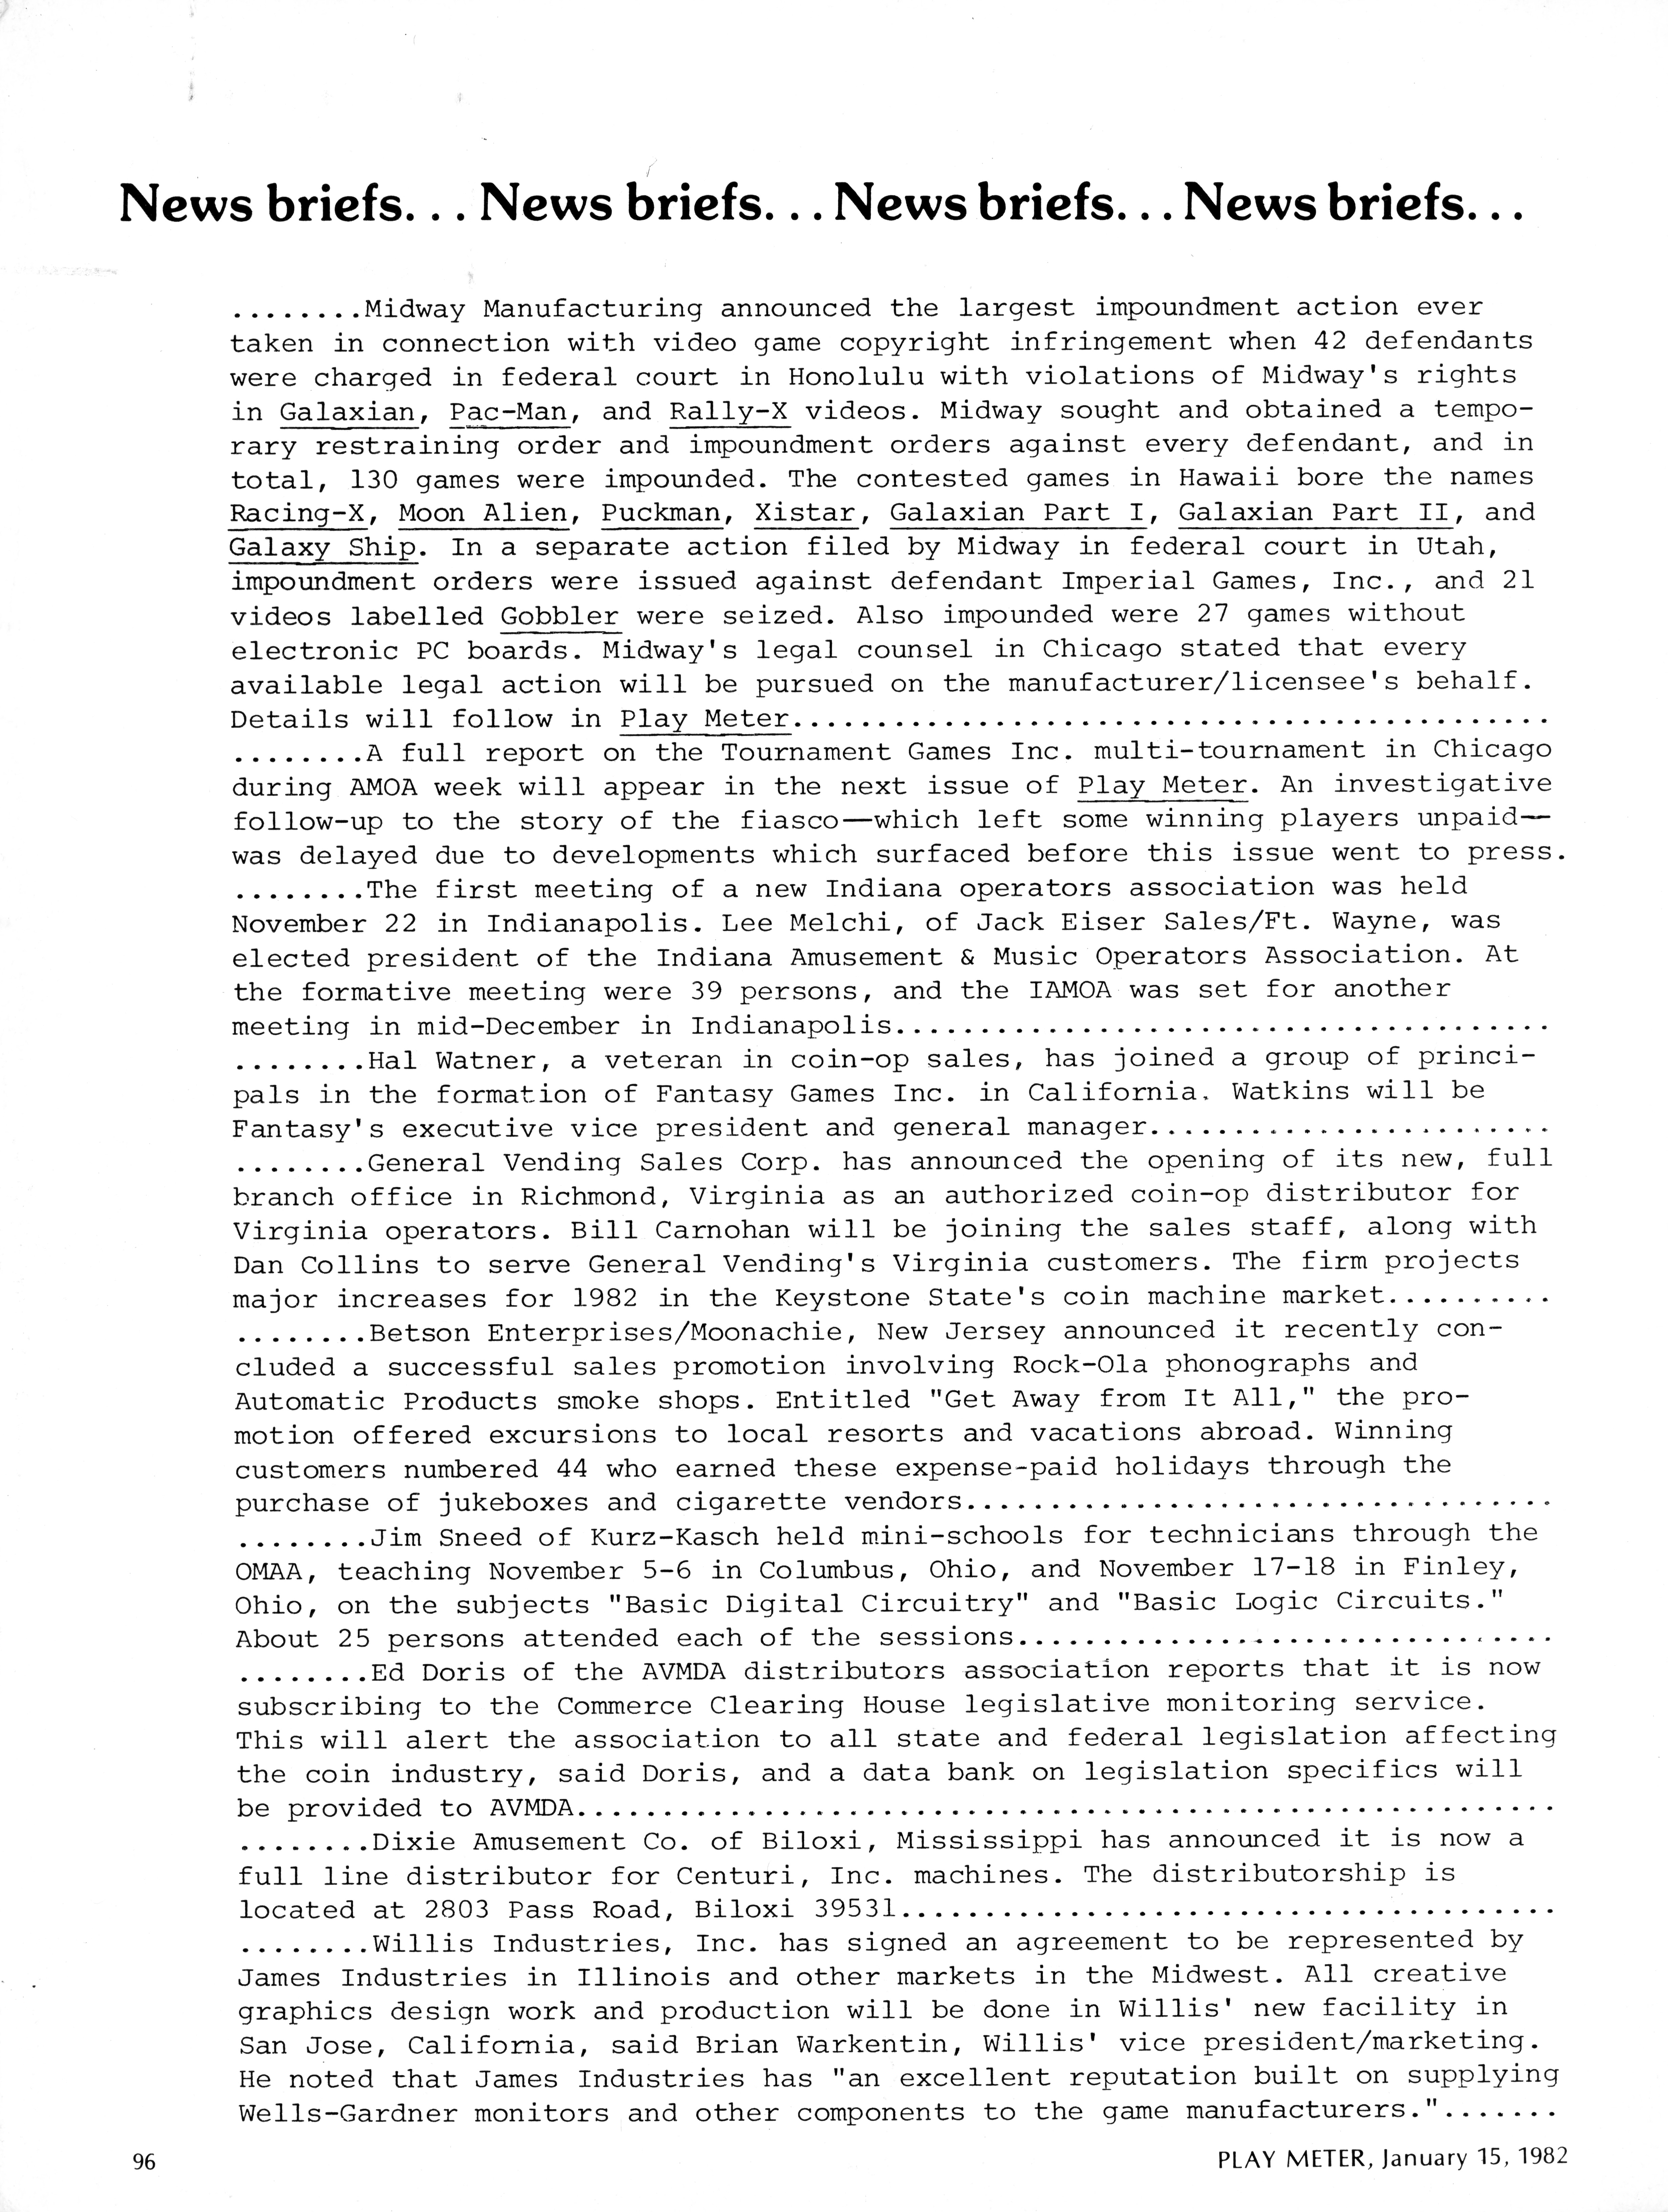 News briefs. . . News briefs. . . News briefs. . . News briefs. . .
........Midway Manufacturing announced the largest impoundment action ever
taken in connection with video game copyright infringement when 42 defendants
were charged in federal court in Honolulu with violations of Midway's rights
in Galaxian, Pac-Man, and Rally-X videos. Midway sought and obtained a tempo-
rary restraining order and impoundment orders against every defendant, and in
total, 130 games were impounded. The contested games in Hawaii bore the names
Racing-X, Moon Alien, Puckman, Xistar, Galaxian Part I, Galaxian Part II, and
Galaxy Ship. In a separate action filed by Midway in federal court in Utah,
impoundment orders were issued against defendant Imperial Games, Inc., and 21
videos labelled Gobbler were seized. Also impounded were 27 games without
electronic PC boards. Midway's legal counsel in Chicago stated that every
available legal action will be pursued on the manufacturer/licensee's behalf.
Details will follow in Play Meter.............................................
........A full report on the Tournament Games Inc. multi-tournament in Chicago
during AMOA week will appear in the next issue of Play Meter. An investigative
follow-up to the story of the fiasco—which left some winning players unpaid—
was delayed due to developments which surfaced before this issue went to press.
........The first meeting of a new Indiana operators association was held
November 22 in Indianapolis. Lee Melchi, of Jack Eiser Sales/Ft. Wayne, was
elected president of the Indiana Amusement & Music Operators Association. At
the formative meeting were 39 persons, and the IAMOA was set for another
meeting in mid-December in Indianapolis.......................................
........Hal Watner, a veteran in coin-op sales, has joined a group of princi-
pals in the formation of Fantasy Games Inc. in California. Watkins will be
Fantasy's executive vice president and general manager........................
........General Vending Sales Corp. has announced the opening of its new, full
branch office in Richmond, Virginia as an authorized coin-op distributor for
Virginia operators. Bill Carnohan will be joining the sales staff, along with
Dan Collins to serve General Vending's Virginia customers. The firm projects
major increases for 1982 in the Keystone State's coin machine market..........
........Betson Enterprises/Moonachie, New Jersey announced it recently con-
cluded a successful sales promotion involving Rock-Ola phonographs and
Automatic Products smoke shops. Entitled "Get Away from It All," the pro-
motion offered excursions to local resorts and vacations abroad. Winning
customers numbered 44 who earned these expense-paid holidays through the
purchase of jukeboxes and cigarette vendors...................................
........Jim Sneed of Kurz-Kasch held mini-schools for technicians through the
OMAA, teaching November 5-6 in Columbus, Ohio, and November 17-18 in Finley,
Ohio, on the subjects "Basic Digital Circuitry" and "Basic Logic Circuits."
About 25 persons attended each of the sessions................................
........Ed Doris of the AVMDA distributors association reports that it is now
subscribing to the Commerce Clearing House legislative monitoring service.
This will alert the association to all state and federal legislation affecting
the coin industry, said Doris, and a data bank on legislation specifics will
be provided to AVMDA..........................................................
........Dixie Amusement Co. of Biloxi, Mississippi has announced it is now a
full line distributor for Centuri, Inc. machines. The distributorship is
located at 2803 Pass Road, Biloxi 39531.......................................
........Willis Industries, Inc. has signed an agreement to be represented by
James Industries in Illinois and other markets in the Midwest. All creative
graphics design work and production will be done in Willis' new facility in
San Jose, California, said Brian Warkentin, Willis' vice president/marketing.
He noted that James Industries has "an excellent reputation built on supplying
Wells-Gardner monitors and other components to the game manufacturers.".......
96
PLAY METER, January 15, 1982